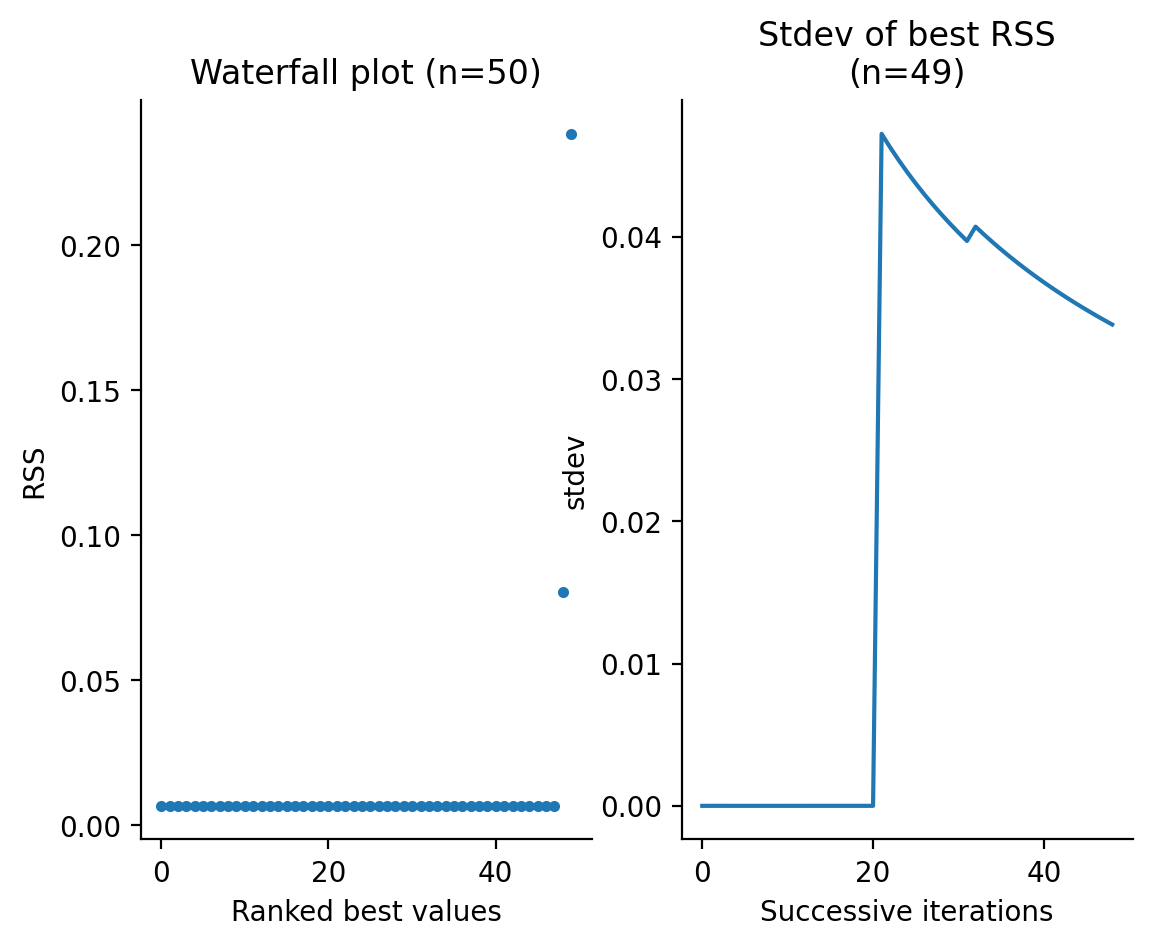 Waterfall plot (n=50)
RSS
0.20
0.15
0.10
0.05
0.00
0 20 40
Ranked best values
Stdev of best RSS
(n=49)
stdev
0.04
0.03
0.02
0.01
0.00
0 20 40
Successive iterations